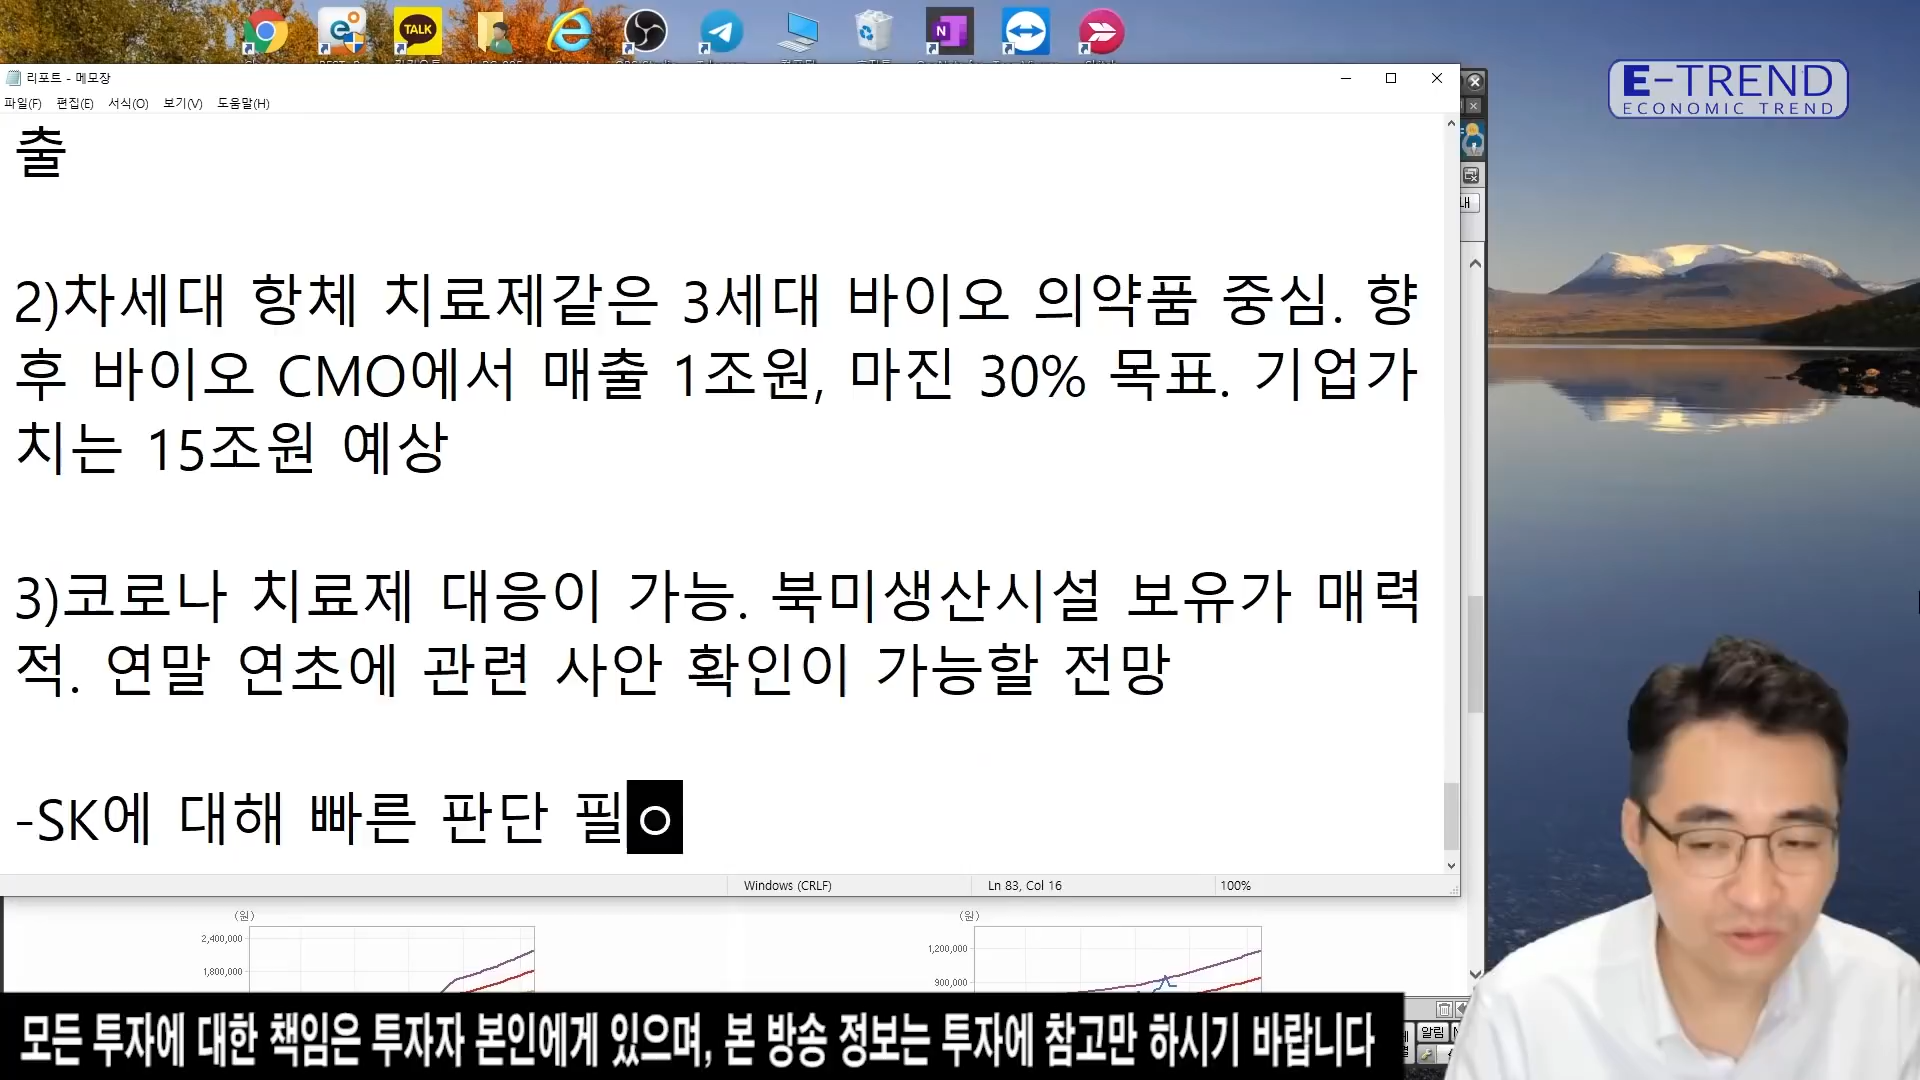 TALK
리포트 - 메모장
파일(F) 편집(E) 서식(O) 보기(V) 도움말(H)
E-TREND
ECONOMIC TREND
출
2)차세대 항체 치료제같은 3세대 바이오 의약품 중심. 향
후 바이오 CMO에서 매출 1조원, 마진 30% 목표. 기업가
치는 15조원 예상
3)코로나 치료제 대응이 가능. 북미생산시설 보유가 매력
적. 연말 연초에 관련 사안 확인이 가능할 전망
-SK에 대해 빠른 판단 필ㅇ
Windows (CRLF) Ln 83, Col 16 100%
(원) (원)
2,400,000
1,800,000
1,200,000
900,000
알림
모든 투자에 대한 책임은 투자자 본인에게 있으며, 본 방송 정보는 투자에 참고만 하시기 바랍니다